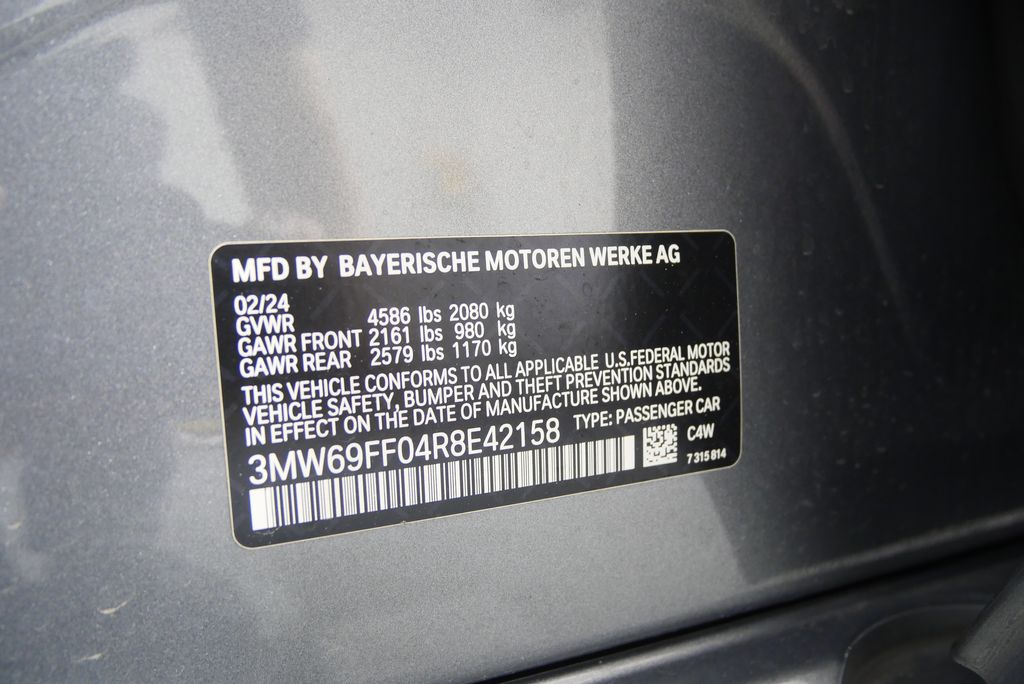 MFD BY BAYERISCHE MOTOREN WERKE AG
02/24
GVWR 4586 lbs 2080 kg
GAWR FRONT 2161 lbs 980 kg
GAWR REAR 2579 lbs 1170 kg
THIS VEHICLE CONFORMS TO ALL APPLICABLE U.S.FEDERAL MOTOR
VEHICLE SAFETY, BUMPER AND THEFT PREVENTION STANDARDS
IN EFFECT ON THE DATE OF MANUFACTURE SHOWN ABOVE.
3MW69FF04R8E42158 TYPE: PASSENGER CAR
C4W
7 315 814